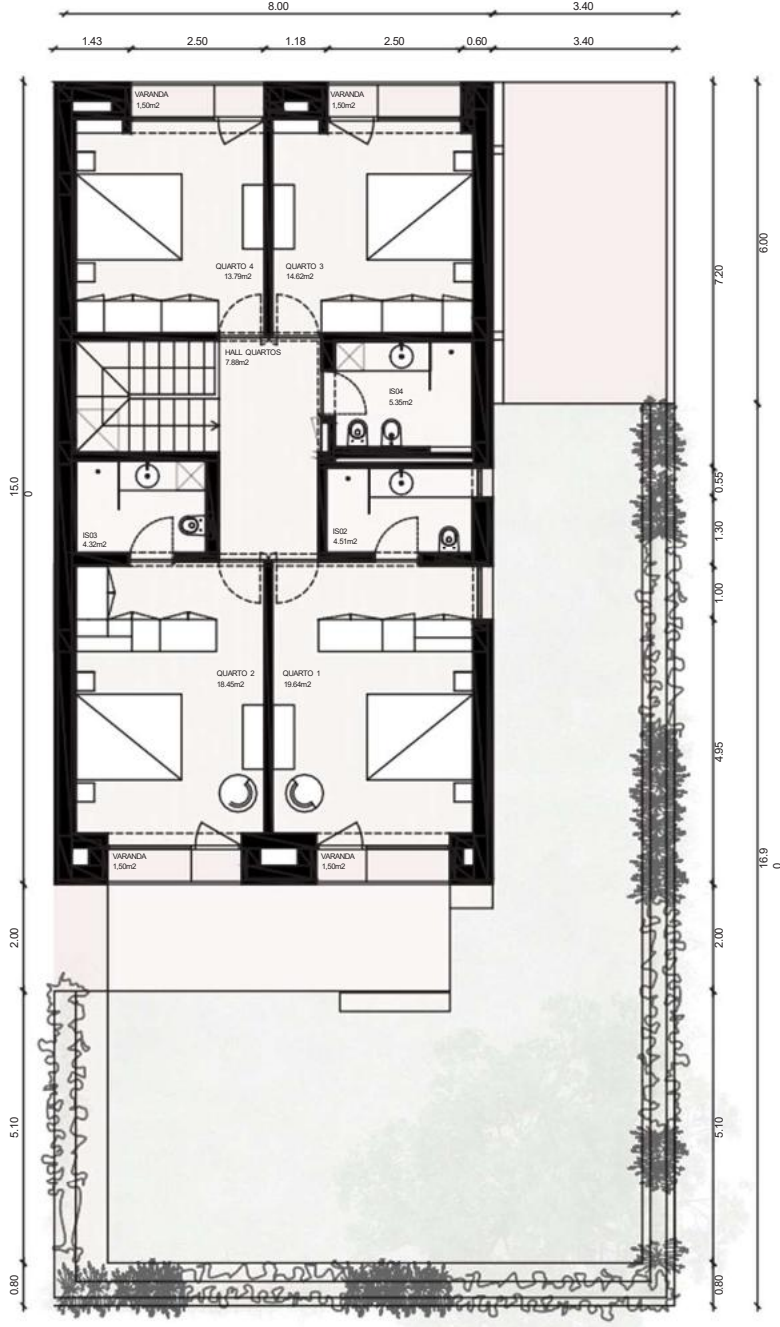 8.00
3.40
1.43
2.50
1.18
2.50
0.60
3.40
VARANDA
1,50m2
VARANDA
1,50m2
6.00
7.20
QUARTO 4
13.79m2
QUARTO 3
14.62m2
HALL QUARTOS
7.88m2
IS04
5.35m2
15.0
0
0.55
1.30
IS03
4.32m2
IS02
4.51m2
1.00
QUARTO 2
18.45m2
QUARTO 1
19.64m2
4.95
VARANDA
1,50m2
VARANDA
1,50m2
16.9
0
2.00
2.00
5.10
5.10
0.80
0.80